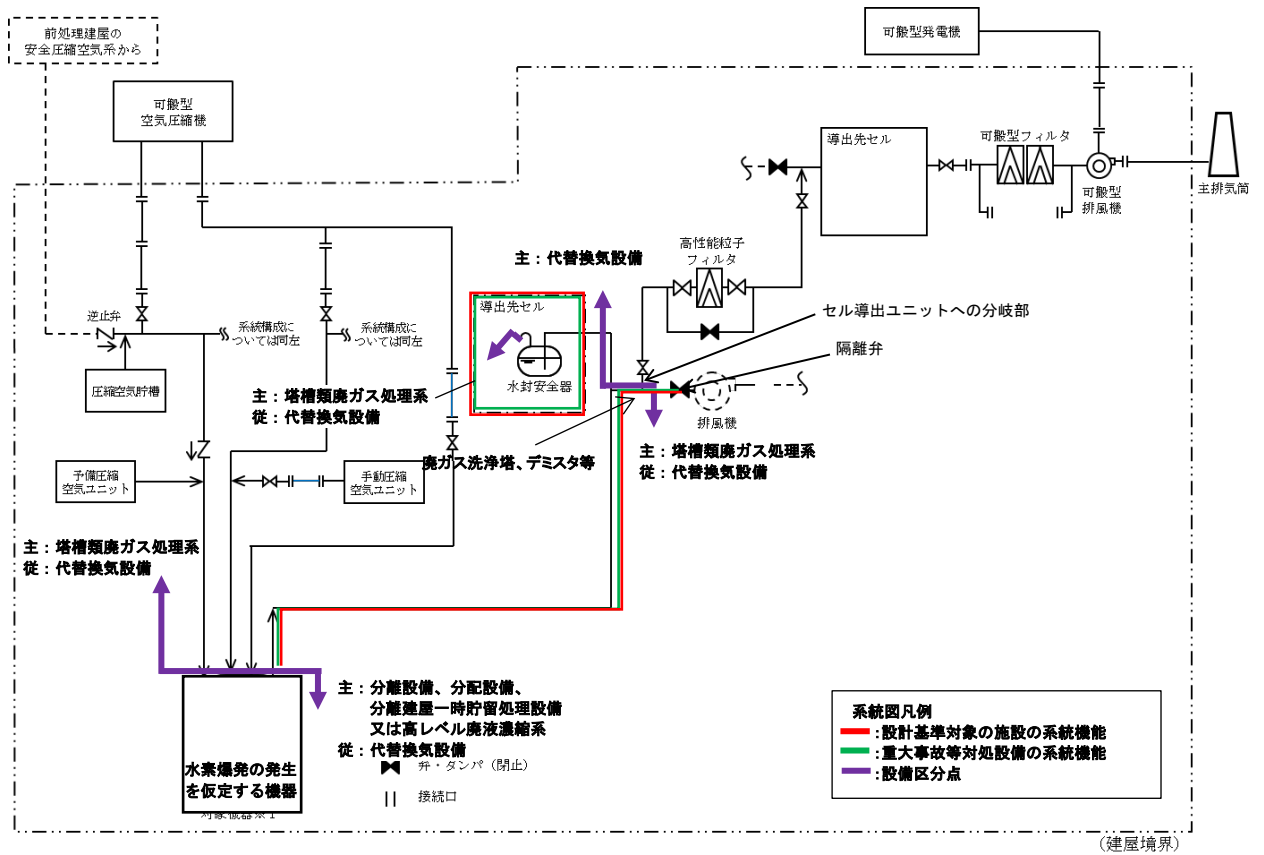 前処理建屋の
安全圧縮空気系から
可搬型
空気圧縮機
可搬型発電機
導出先セル
可搬型フィルタ
可搬型
排風機
主排気筒
高性能粒子
フィルタ
主：代替換気設備
セル導出ユニットへの分岐部
隔離弁
逆止弁
系統構成に
ついては同左
系統構成に
ついては同左
導出先セル
水封安全器
圧縮空気貯槽
主：塔槽類廃ガス処理系
従：代替換気設備
排風機
主：塔槽類廃ガス処理系
従：代替換気設備
廃ガス洗浄塔、デミスタ等
予備圧縮
空気ユニット
手動圧縮
空気ユニット
主：塔槽類廃ガス処理系
従：代替換気設備
主：分離設備、分配設備、
分離建屋一時貯留処理設備
又は高レベル廃液濃縮系
従：代替換気設備
弁・ダンパ（閉止）
接続口
水素爆発の発生
を仮定する機器
対象機器※1
系統図凡例
:設計基準対象の施設の系統機能
:重大事故等対処設備の系統機能
:設備区分点
（建屋境界）